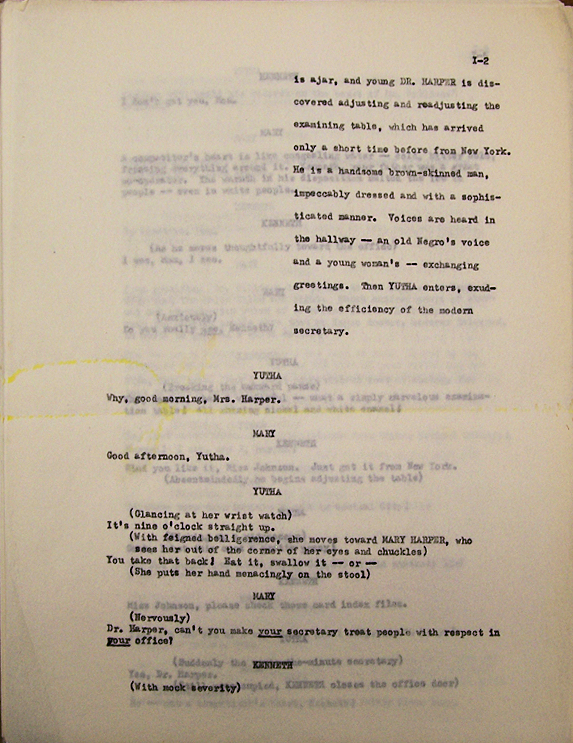 I-2
is ajar, and young DR. HARPER is dis-
covered adjusting and readjusting the
examining table, which has arrived
only a short time before from New York.
He is a handsome brown-skinned man,
impeccably dressed and with a sophis-
ticated manner. Voices are heard in
the hallway — an old Negro's voice
and a young woman's -- exchanging
greetings. Then YUTHA enters, exud-
ing the efficiency of the modern
secretary.
YUTHA
Why, good morning, Mrs. Harper.
MARY
Good afternoon, Yutha.
YUTHA
(Glancing at her wrist watch)
It's nine o'clock straight up.
(With feigned belligerence, she moves toward MARY HARPER, who
sees her out of the corner of her eyes and chuckles)
You take that back! Eat it, swallow it -- or --
(She puts her hand menacingly on the stool)
MARY
(Nervously)
Dr. Harper, can't you make your secretary treat people with respect in
your office?
KENNETH
(With mock severity)